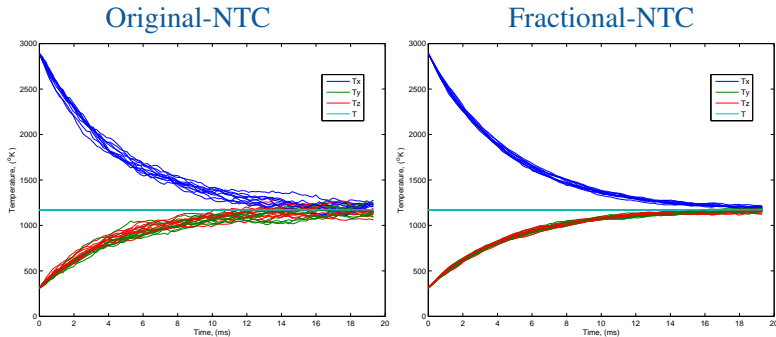 Original-NTC
Fractional-NTC
3000
2500
2000
1500
1000
500
0
Temperature, (°K)
Tx
Ty
Tz
T
0 2 4 6 8 10 12 14 16 18 20
Time, (ms)
3000
2500
2000
1500
1000
500
0
Temperature, (°K)
Tx
Ty
Tz
T
0 2 4 6 8 10 12 14 16 18 20
Time, (ms)